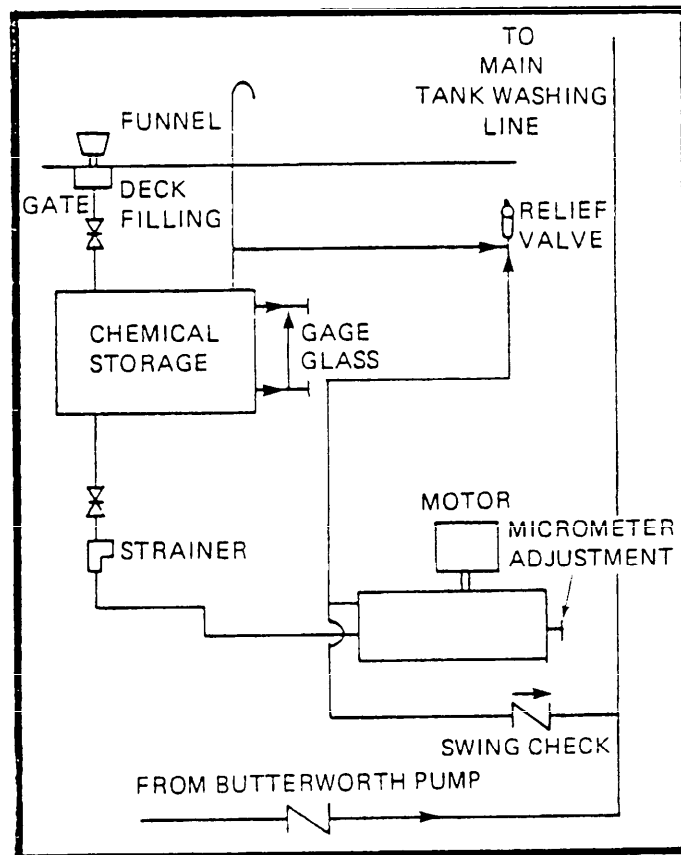 TO
MAIN
TANK WASHING
LINE
FUNNEL
DECK
FILLING
GATE
RELIEF
VALVE
CHEMICAL
STORAGE
GAGE
GLASS
MOTOR
MICROMETER
ADJUSTMENT
STRAINER
SWING CHECK
FROM BUTTERWORTH PUMP